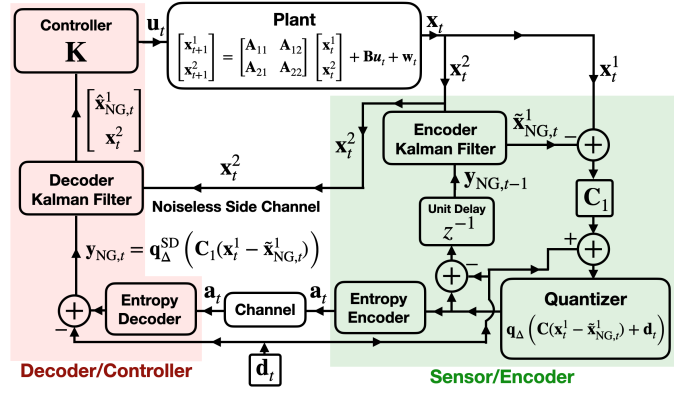 Controller
K
u_t
Plant
[x^1_{t+1} x^2_{t+1}] = [A_11 A_12 A_21 A_22] [x^1_t x^2_t] + Bu_t + w_t
x_t
x^2_t
x^1_t
[x̂^1_{NG,t} x^2_t]
x^2_t
Encoder
Kalman Filter
x̃^1_{NG,t}
−
+
Decoder
Kalman Filter
x^2_t
Noiseless Side Channel
y_{NG,t−1}
C_1
Unit Delay
z^{−1}
y_{NG,t} = q^{SD}_Δ (C_1(x^1_t − x̃^1_{NG,t}))
+
+
+
−
Entropy
Decoder
a_t
Channel
a_t
Entropy
Encoder
Quantizer
q_Δ (C(x^1_t − x̃^1_{NG,t}) + d_t)
+
−
d_t
Decoder/Controller
Sensor/Encoder